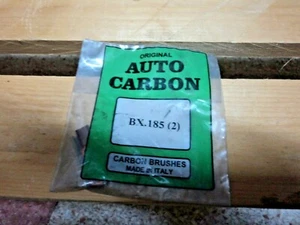 ORIGINAL
AUTO
CARBON
BX.185 (2)
CARBON BRUSHES
MADE IN ITALY